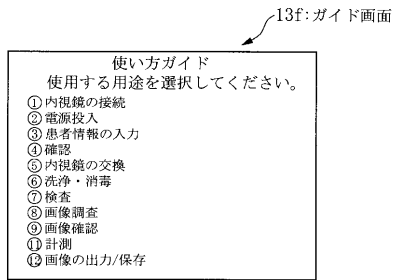 13f:ガイド画面
使い方ガイド
使用する用途を選択してください。
①内視鏡の接続
②電源投入
③患者情報の入力
④確認
⑤内視鏡の交換
⑥洗浄・消毒
⑦検査
⑧画像調査
⑨画像確認
⑪計測
⑫画像の出力/保存